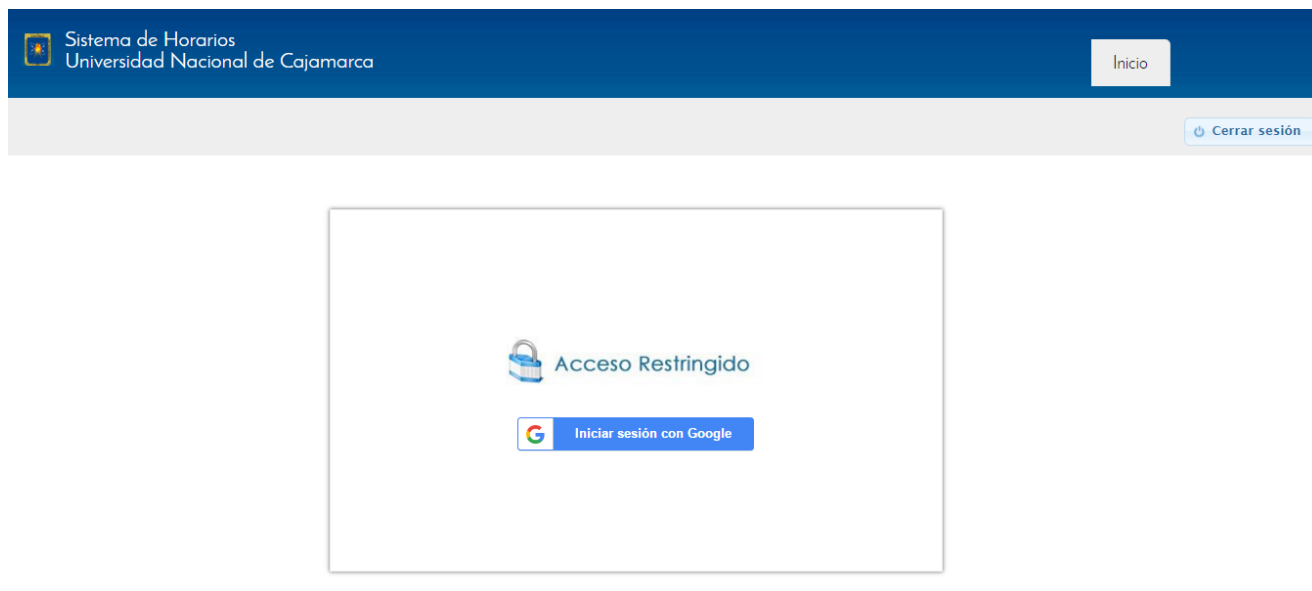 Sistema de Horarios
Universidad Nacional de Cajamarca
Inicio
Cerrar sesión
Acceso Restringido
Iniciar sesión con Google